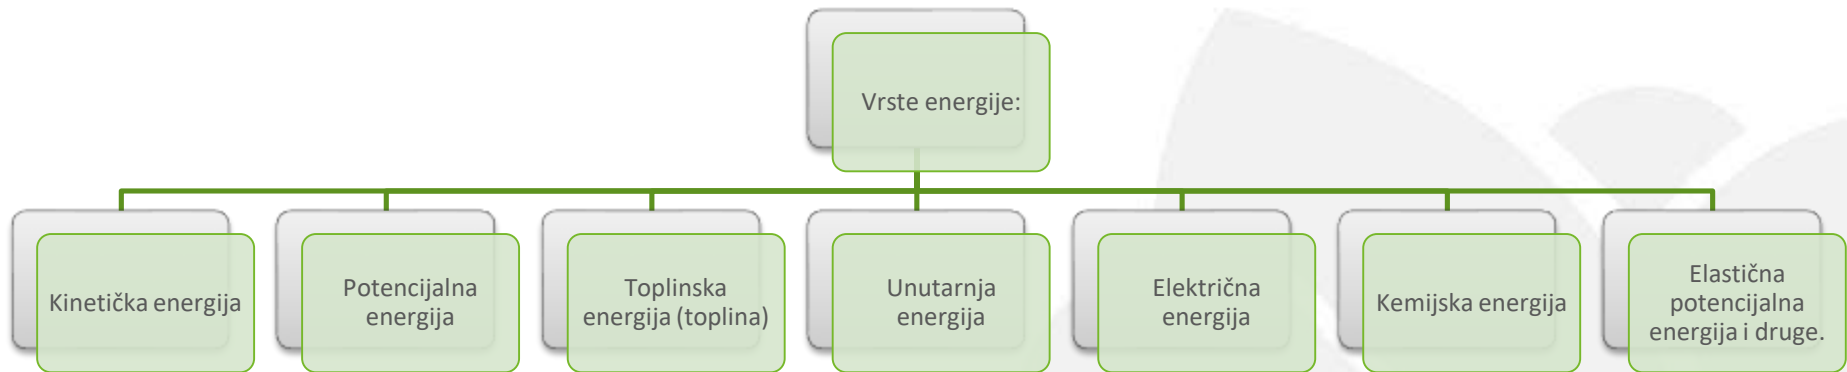 Vrste energije:
Kinetička energija
Potencijalna
energija
Toplinska
energija (toplina)
Unutarnja
energija
Električna
energija
Kemijska energija
Elastična
potencijalna
energija i druge.